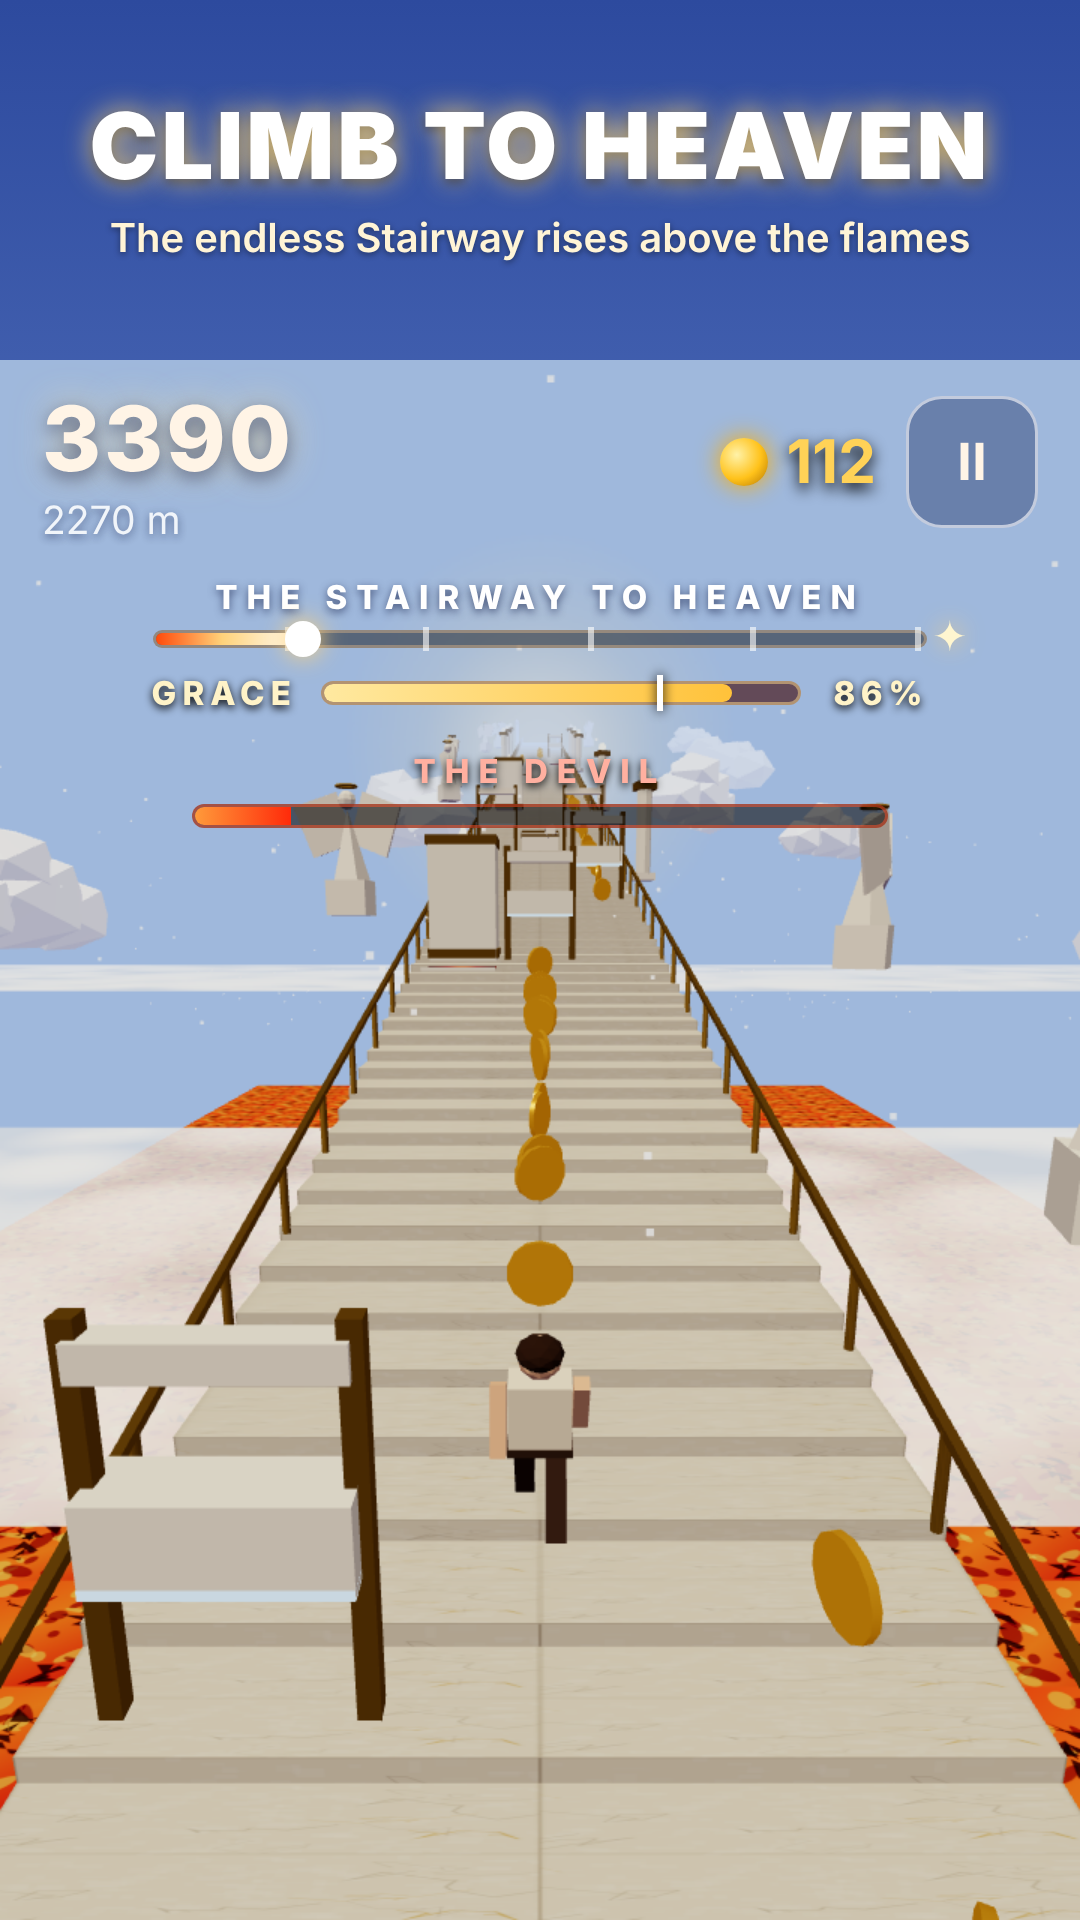 CLIMB TO HEAVEN
The endless Stairway rises above the flames
3390
112
2270 m
THE STAIRWAY TO HEAVEN
GRACE 86%
THE DEVIL